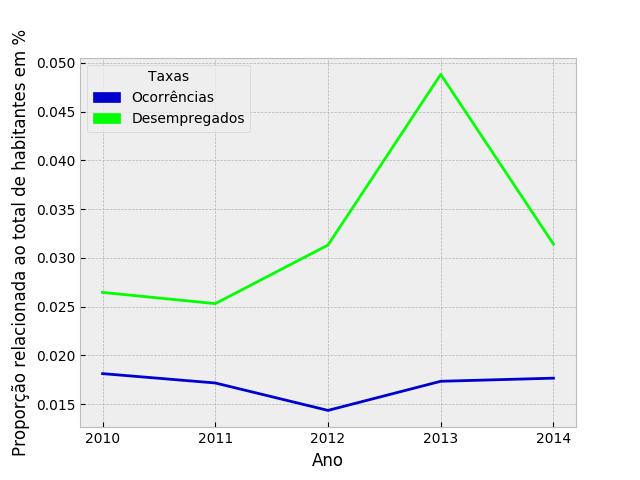 Proporção relacionada ao total de habitantes em %
0.050
0.045
0.040
0.035
0.030
0.025
0.020
0.015
Taxas
Ocorrências
Desempregados
2010 2011 2012 2013 2014
Ano